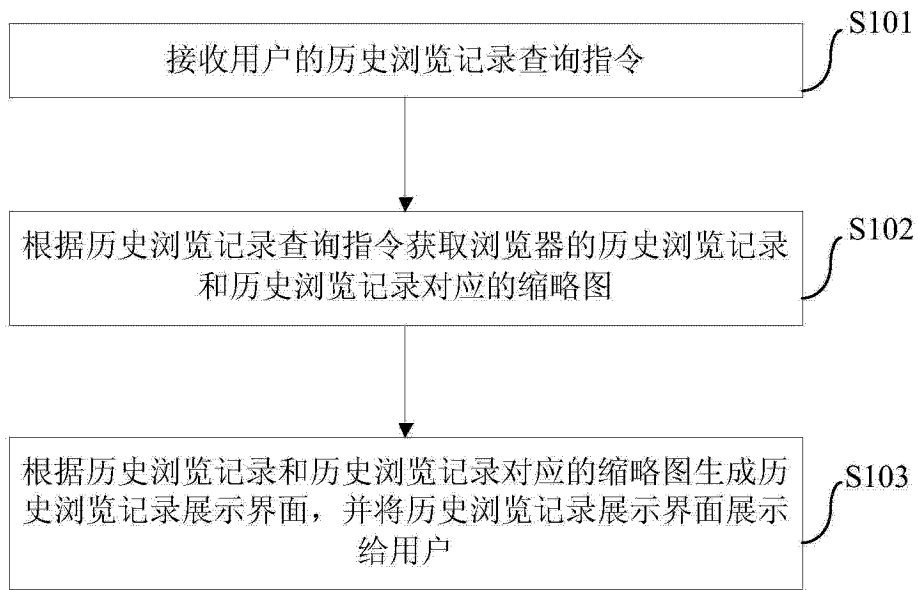 S101
接收用户的历史浏览记录查询指令
S102
根据历史浏览记录查询指令获取浏览器的历史浏览记录
和历史浏览记录对应的缩略图
S103
根据历史浏览记录和历史浏览记录对应的缩略图生成历
史浏览记录展示界面，并将历史浏览记录展示界面展示
给用户